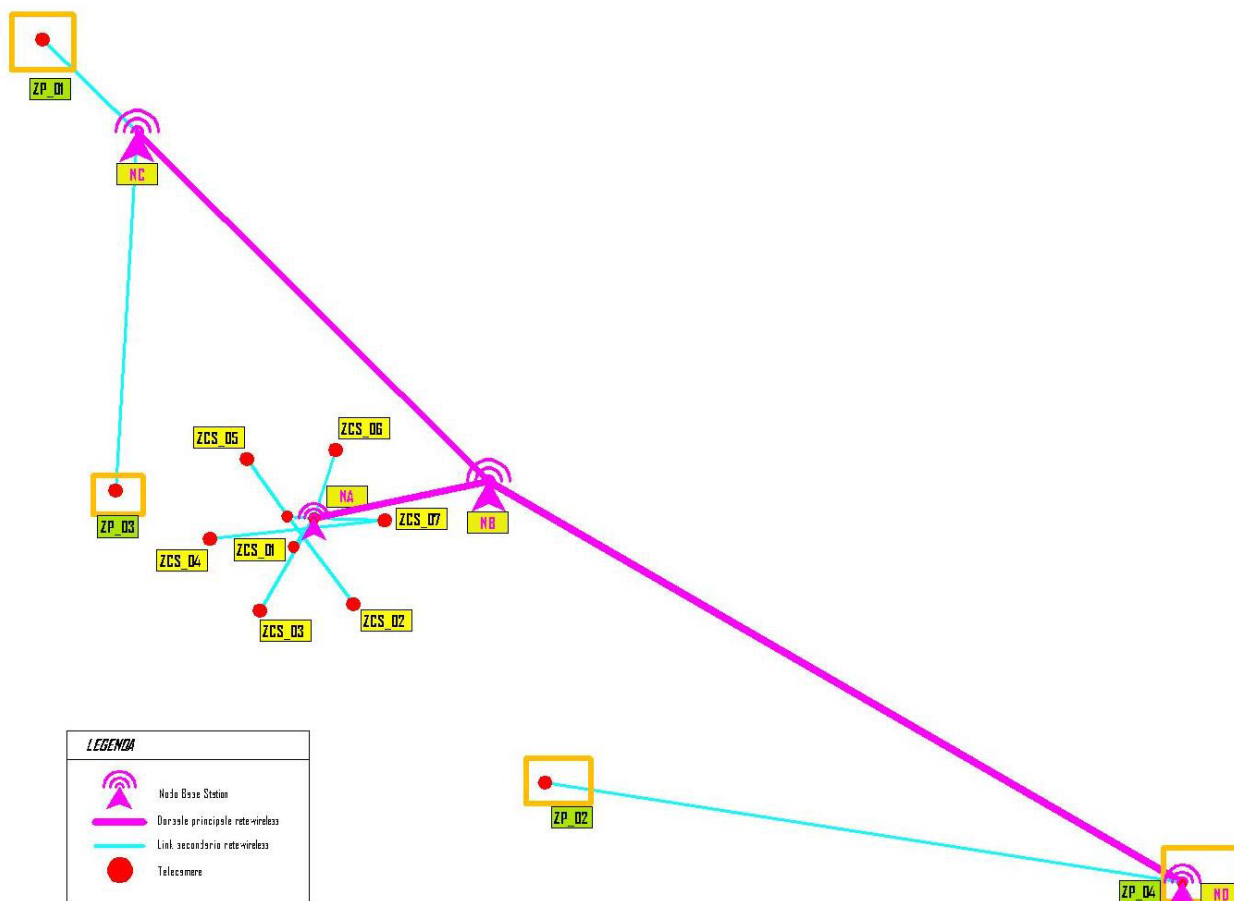 ZP_01
NC
ZCS_06
ZCS_05
NA
ZCS_07
NB
ZP_03
ZCS_01
ZCS_04
ZCS_02
ZCS_03
LEGENDA
Nodo Base Station
Dorsale principale rete wireless
ZP_02
Link secondario rete wireless
Telecamere
ZP_04
ND